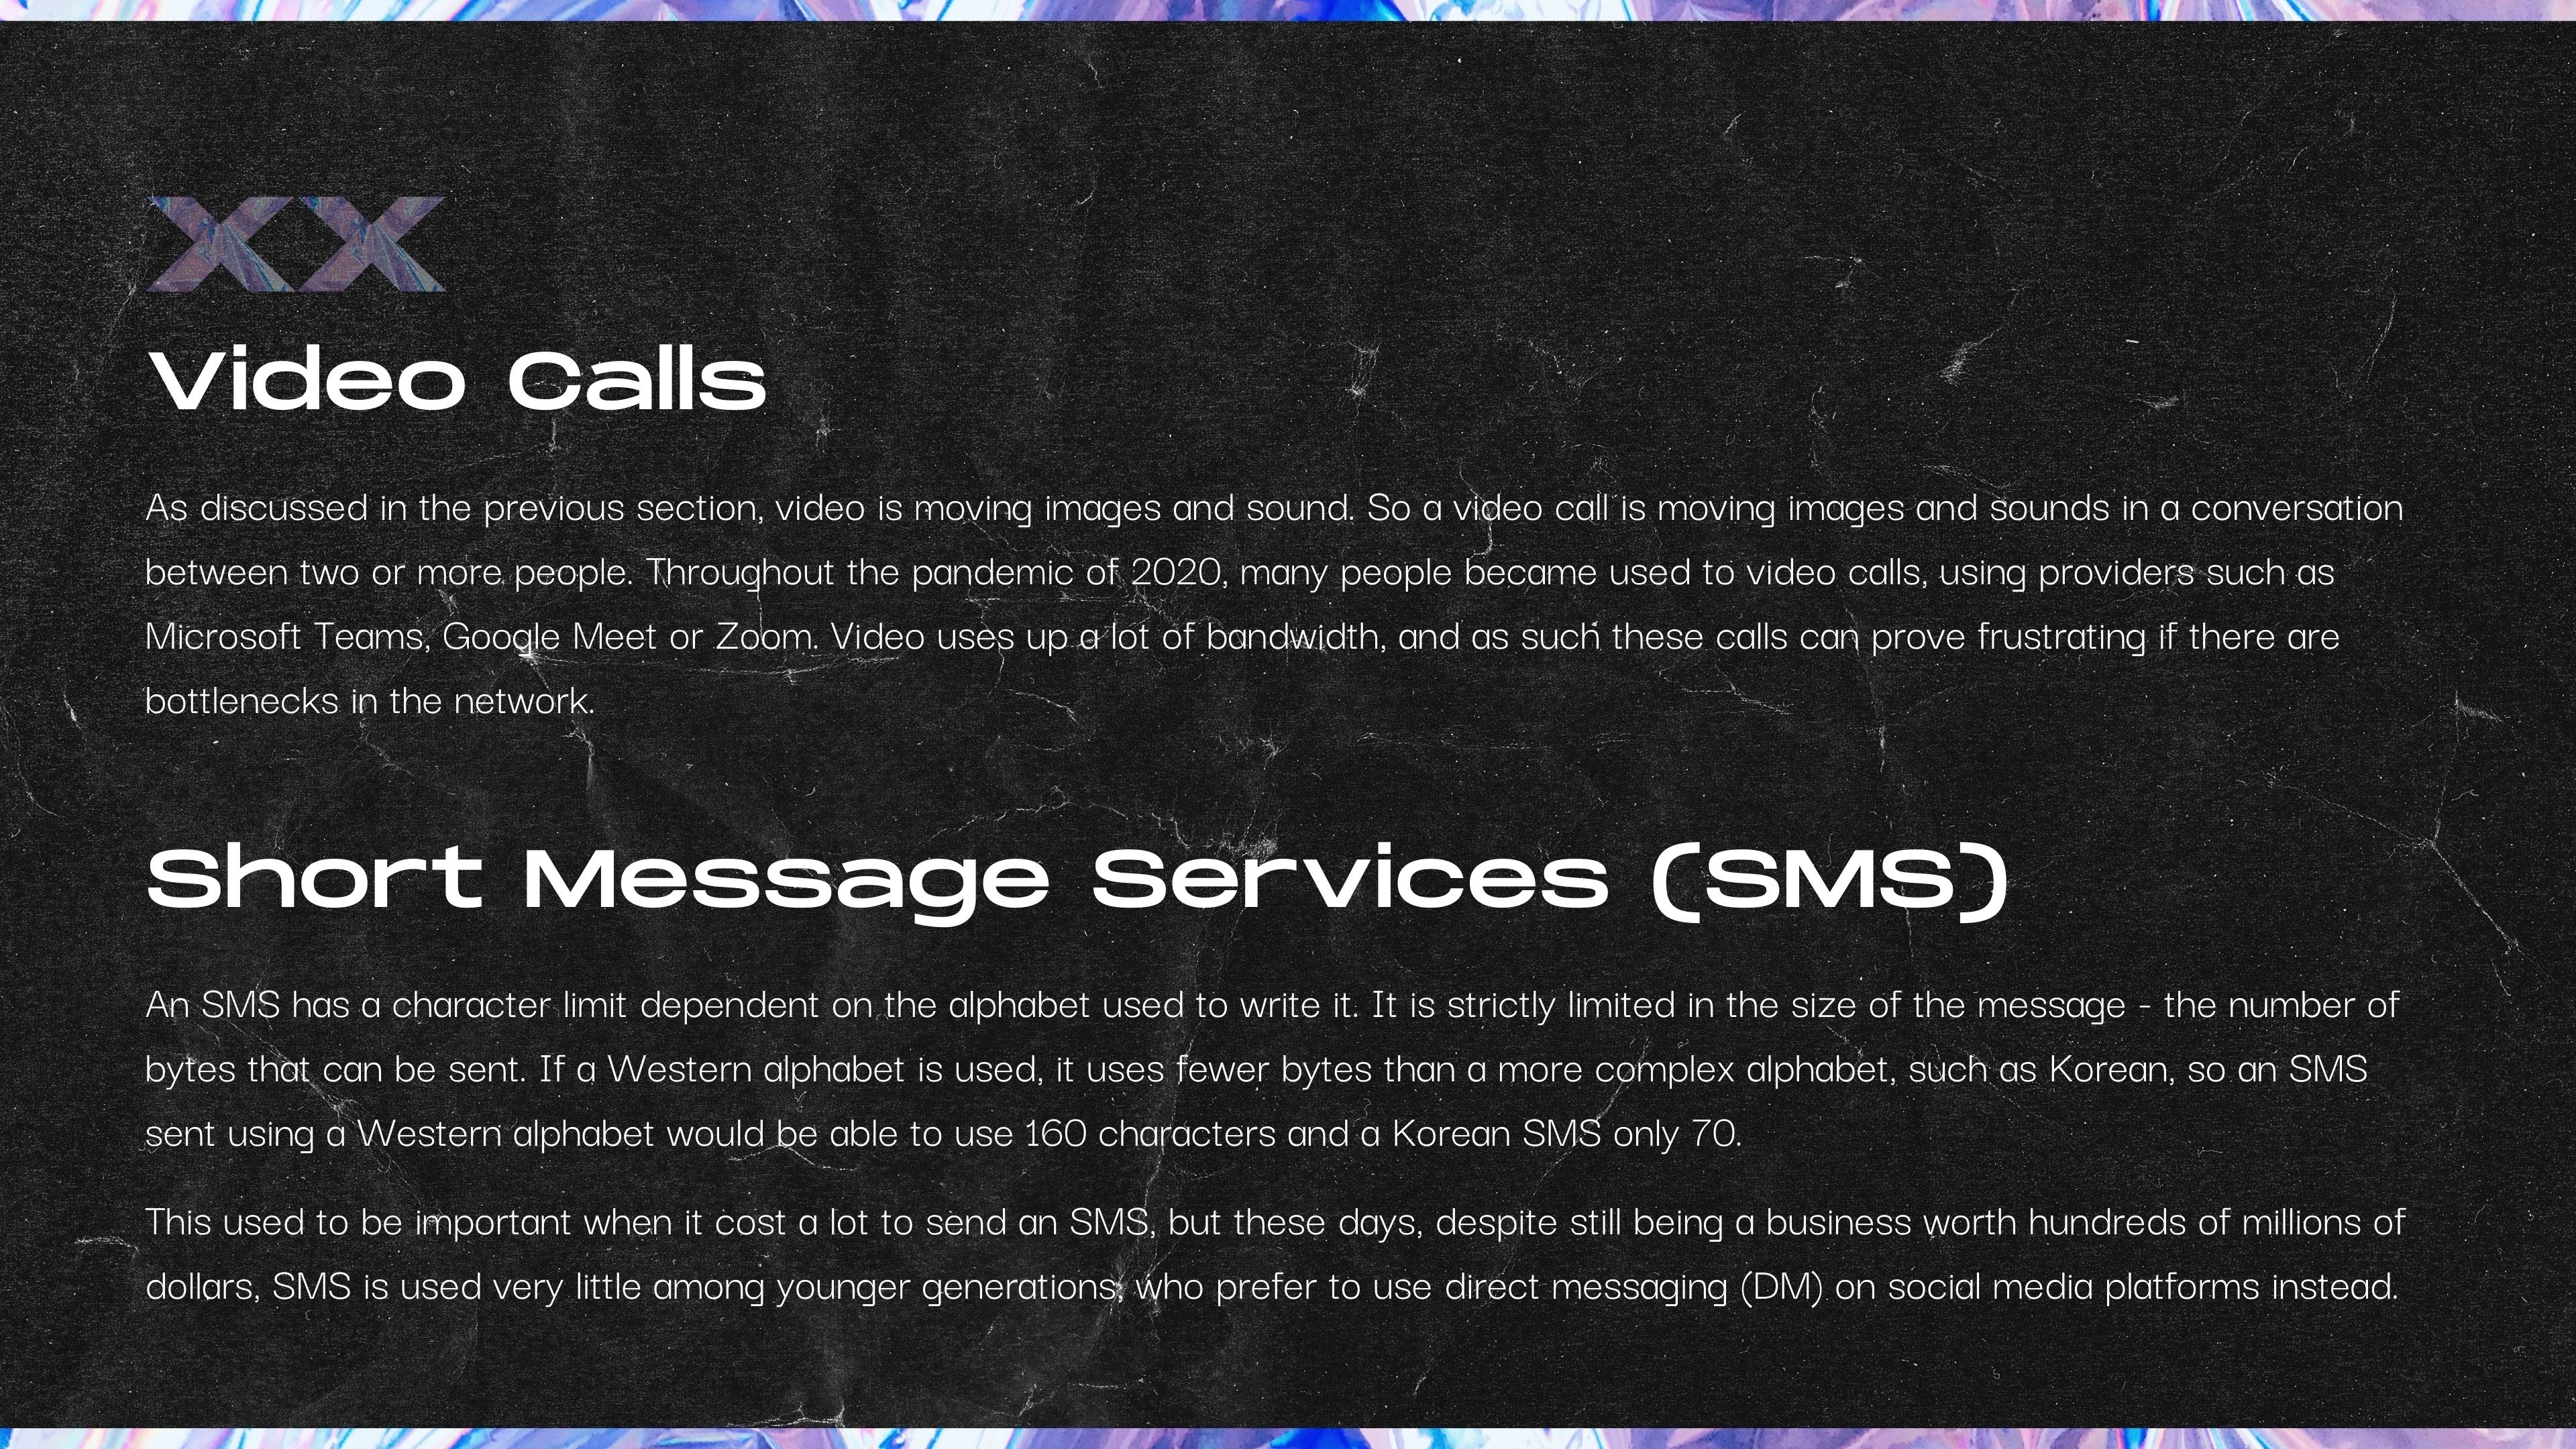 XX
Video Calls
As discussed in the previous section, video is moving images and sound. So a video call is moving images and sounds in a conversation
between two or more people. Throughout the pandemic of 2020, many people became used to video calls, using providers such as
Microsoft Teams, Google Meet or Zoom. Video uses up a lot of bandwidth, and as such these calls can prove frustrating if there are
bottlenecks in the network.
Short Message Services (SMS)
An SMS has a character limit dependent on the alphabet used to write it. It is strictly limited in the size of the message - the number of
bytes that can be sent. If a Western alphabet is used, it uses fewer bytes than a more complex alphabet, such as Korean, so an SMS
sent using a Western alphabet would be able to use 160 characters and a Korean SMS only 70.
This used to be important when it cost a lot to send an SMS, but these days, despite still being a business worth hundreds of millions of
dollars, SMS is used very little among younger generations, who prefer to use direct messaging (DM) on social media platforms instead.